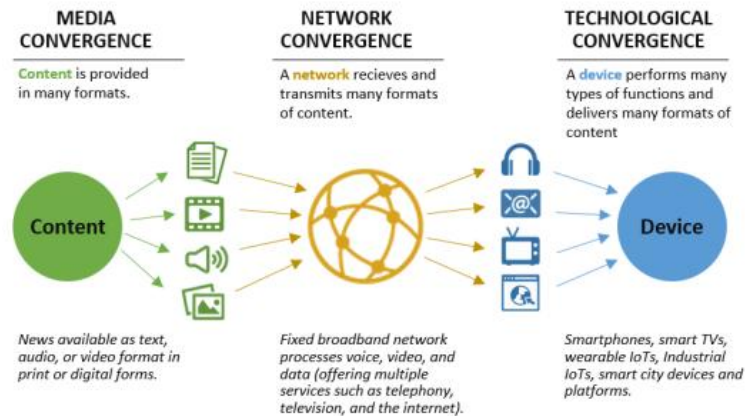 MEDIA
CONVERGENCE
Content is provided
in many formats.
NETWORK
CONVERGENCE
A network recieves and
transmits many formats
of content.
TECHNOLOGICAL
CONVERGENCE
A device performs many
types of functions and
delivers many formats of
content
Content
@
Device
News available as text,
audio, or video format in
print or digital forms.
Fixed broadband network
processes voice, video, and
data (offering multiple
services such as telephony,
television, and the internet).
Smartphones, smart TVs,
wearable IoTs, Industrial
IoTs, smart city devices and
platforms.